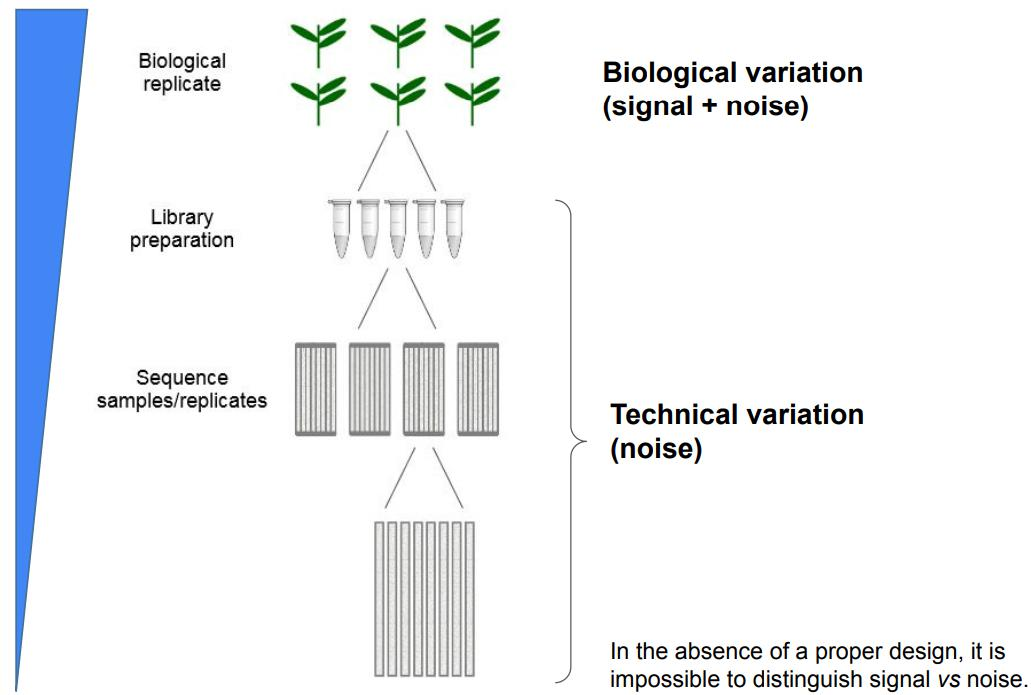 Biological
replicate
Biological variation
(signal + noise)
Library
preparation
Sequence
samples/replicates
Technical variation
(noise)
In the absence of a proper design, it is
impossible to distinguish signal vs noise.